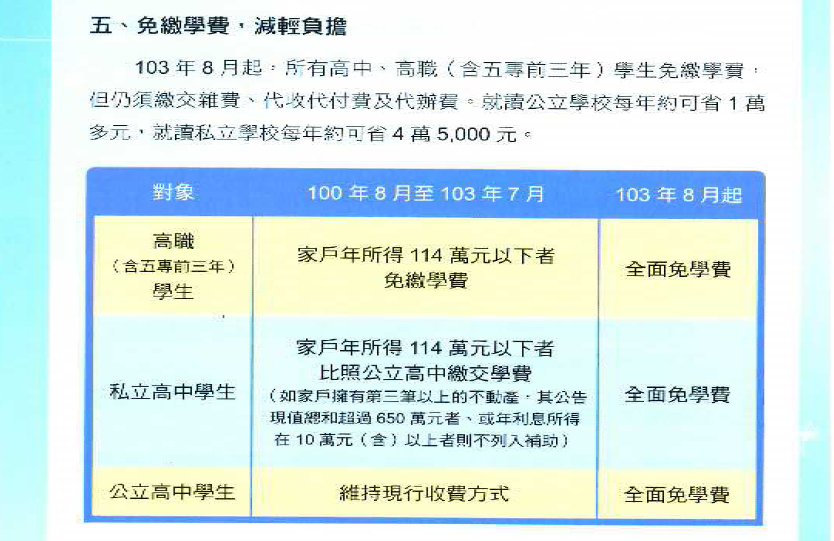 五、免繳學費，減輕負擔
103 年 8 月起，所有高中、高職（含五專前三年）學生免繳學費，
但仍須繳交雜費、代收代付費及代辦費。就讀公立學校每年約可省 1 萬
多元，就讀私立學校每年約可省 4 萬 5,000 元。
對象
100 年 8 月至 103 年 7 月
103 年 8 月起
高職
（含五專前三年）
學生
家戶年所得 114 萬元以下者
免繳學費
全面免學費
私立高中學生
家戶年所得 114 萬元以下者
比照公立高中繳交學費
（如家戶擁有第三筆以上的不動產，其公告
現值總和超過 650 萬元者、或年利息所得
在 10 萬元（含）以上者則不列入補助）
全面免學費
公立高中學生
維持現行收費方式
全面免學費